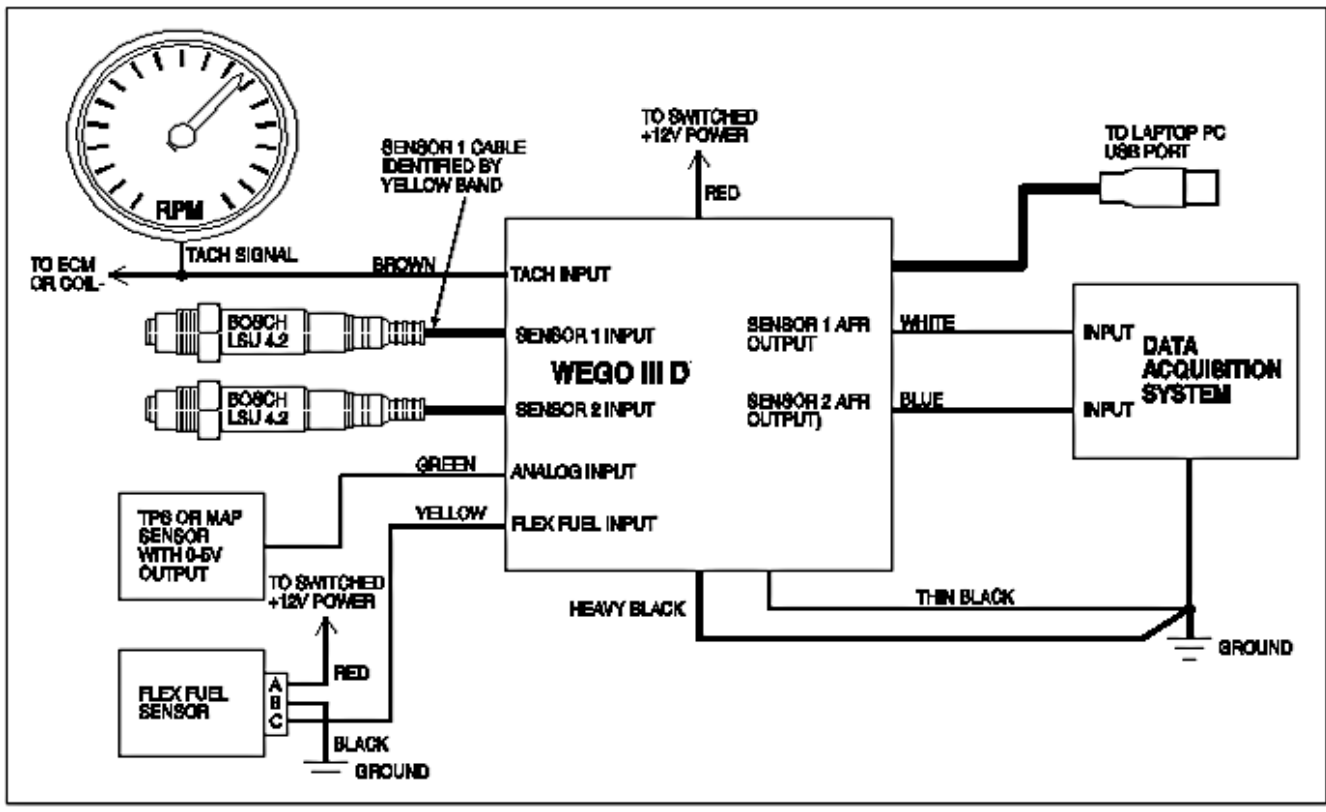 RPM
TACH SIGNAL
TO ECM
OR COIL-
BROWN
SENSOR 1 CABLE
IDENTIFIED BY
YELLOW BAND
TO SWITCHED
+12V POWER
RED
TO LAPTOP PC
USB PORT
TACH INPUT
BOSCH
LSU 4.2
SENSOR 1 INPUT
SENSOR 1 AFR
OUTPUT
WHITE
INPUT
DATA
ACQUISITION
SYSTEM
WEGO III D
BOSCH
LSU 4.2
SENSOR 2 INPUT
SENSOR 2 AFR
OUTPUT)
BLUE
INPUT
GREEN
ANALOG INPUT
YELLOW
FLEX FUEL INPUT
TPS OR MAP
SENSOR
WITH 0-5V
OUTPUT
TO SWITCHED
+12V POWER
HEAVY BLACK
THIN BLACK
GROUND
FLEX FUEL
SENSOR
A
B
C
RED
BLACK
GROUND